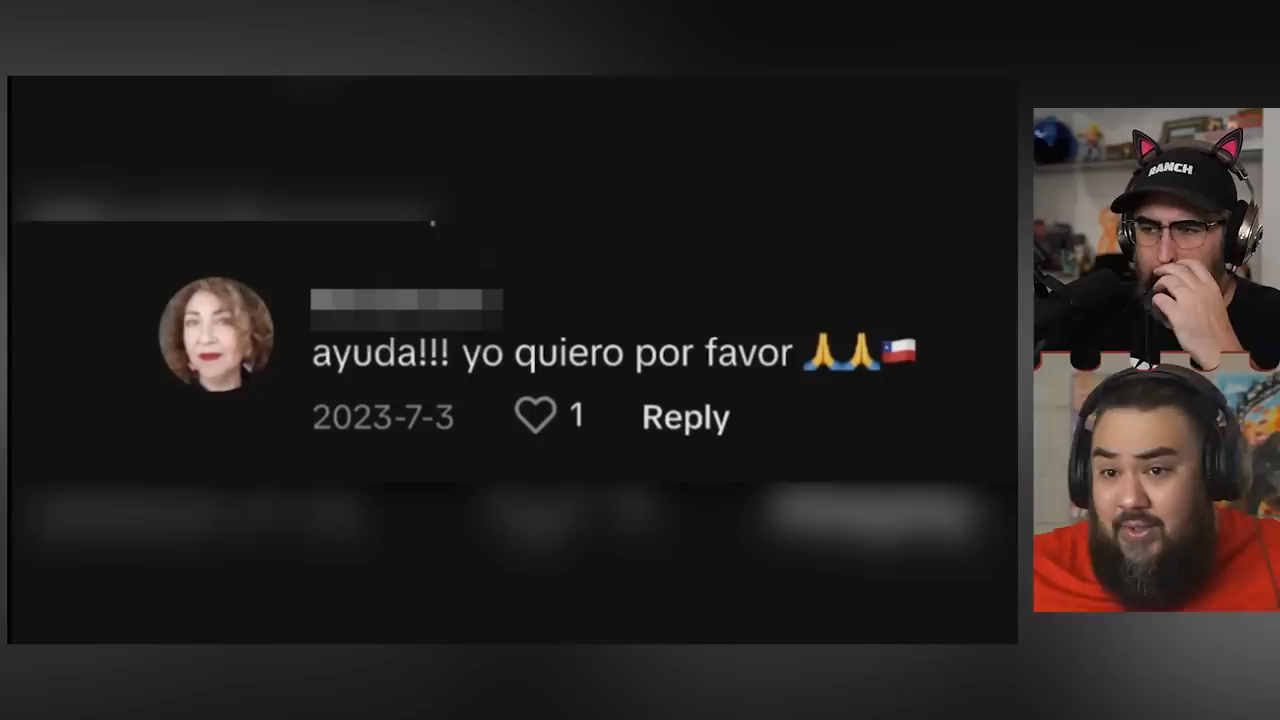 RANCH
ayuda!!! yo quiero por favor 🙏🙏🇨🇱
2023-7-3 1 Reply